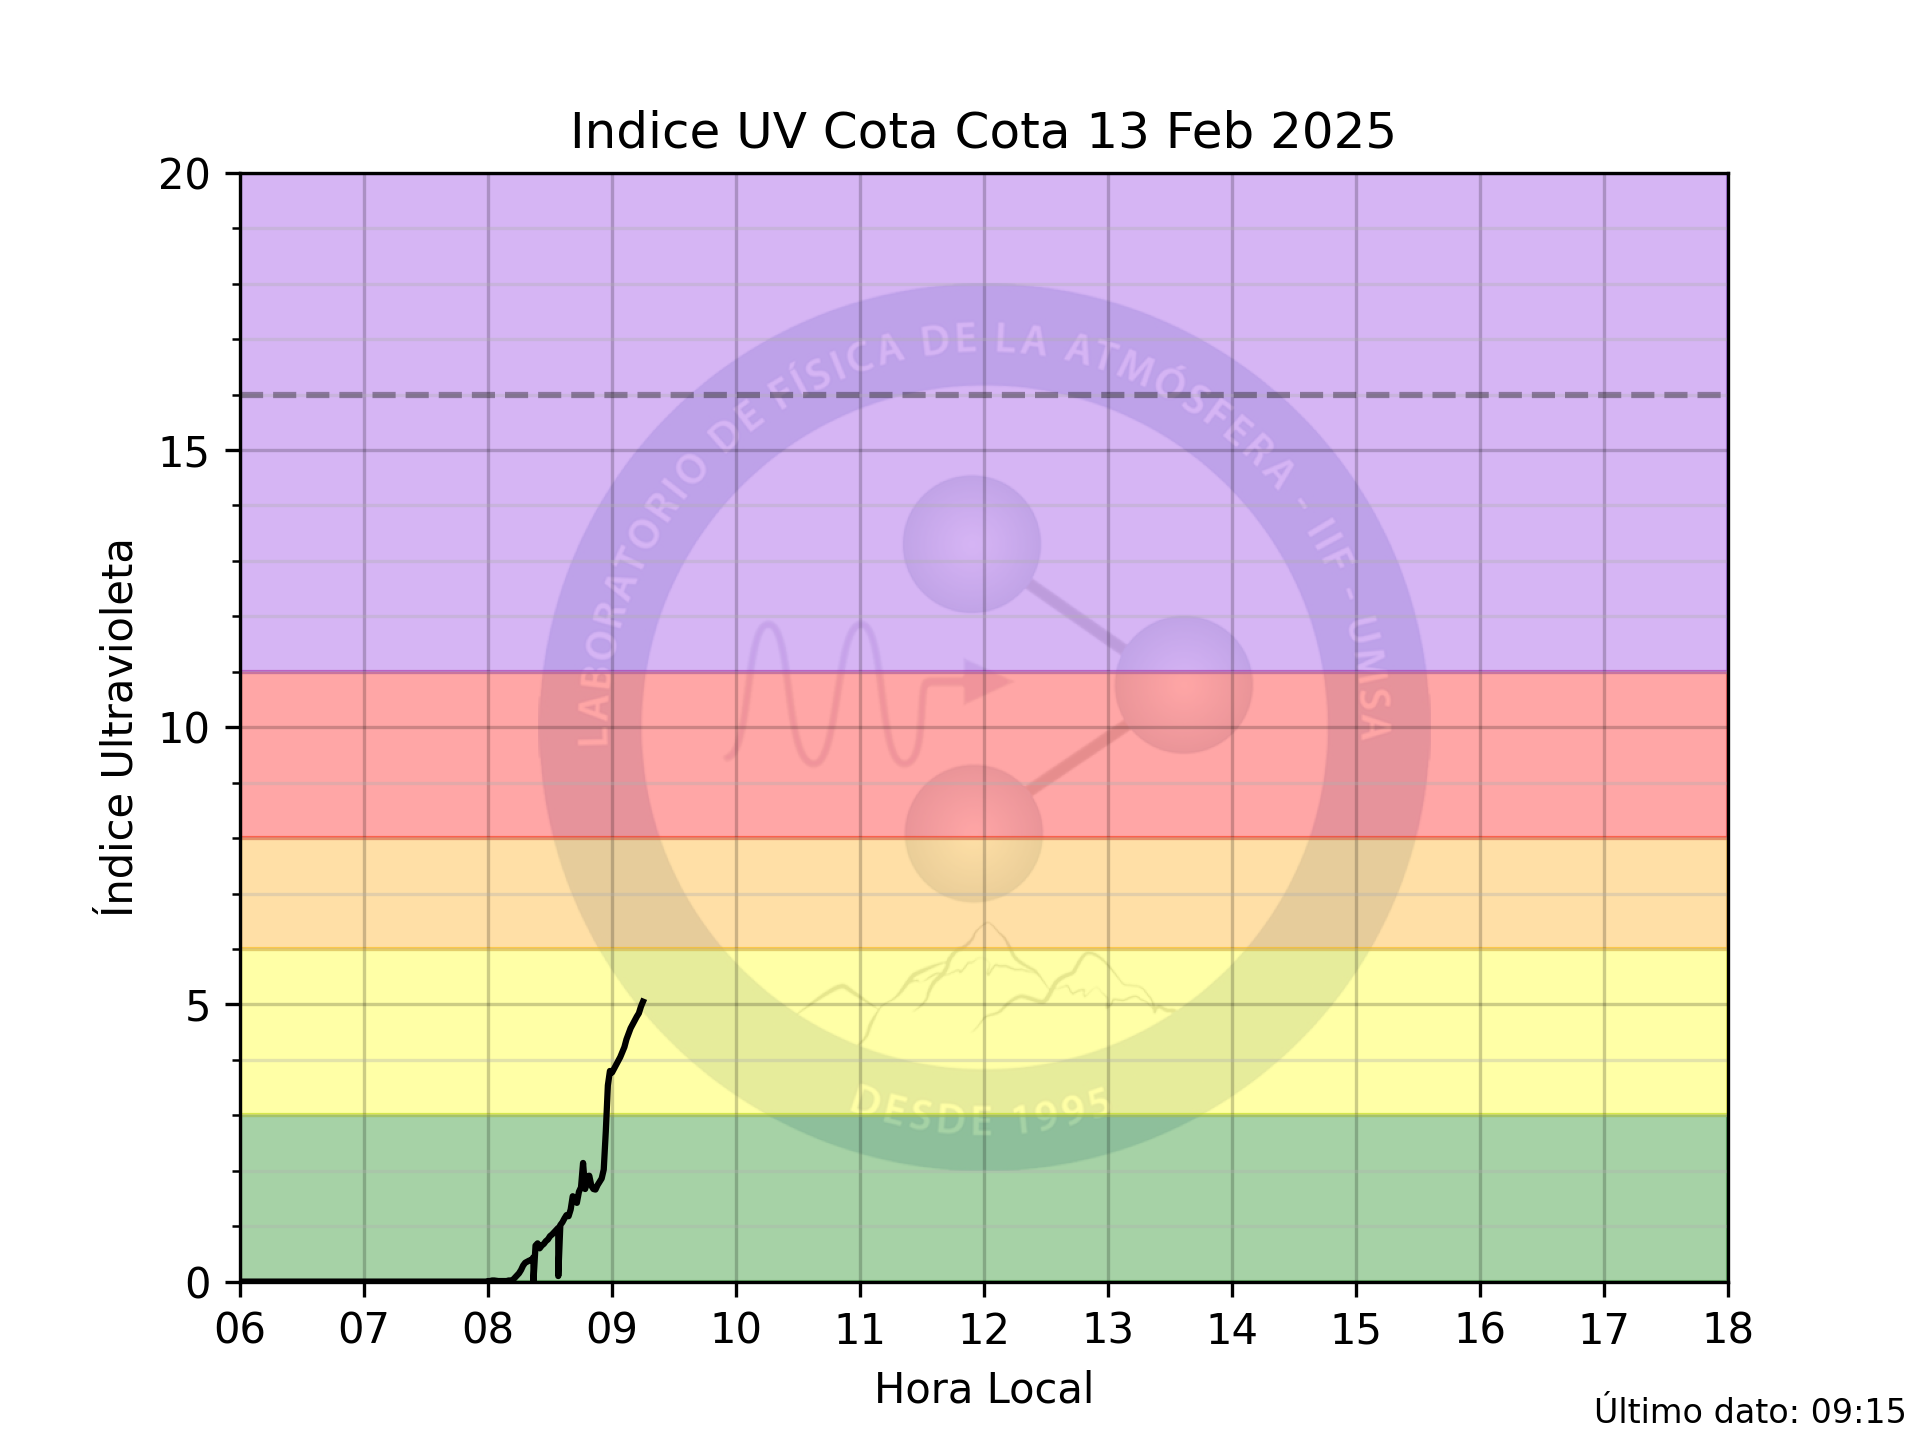 Indice UV Cota Cota 13 Feb 2025
20
15
10
5
0
Índice Ultravioleta
LABORATORIO DE FÍSICA DE LA ATMÓSFERA - IIF - UMSA
DESDE 1995
06 07 08 09 10 11 12 13 14 15 16 17 18
Hora Local
Último dato: 09:15